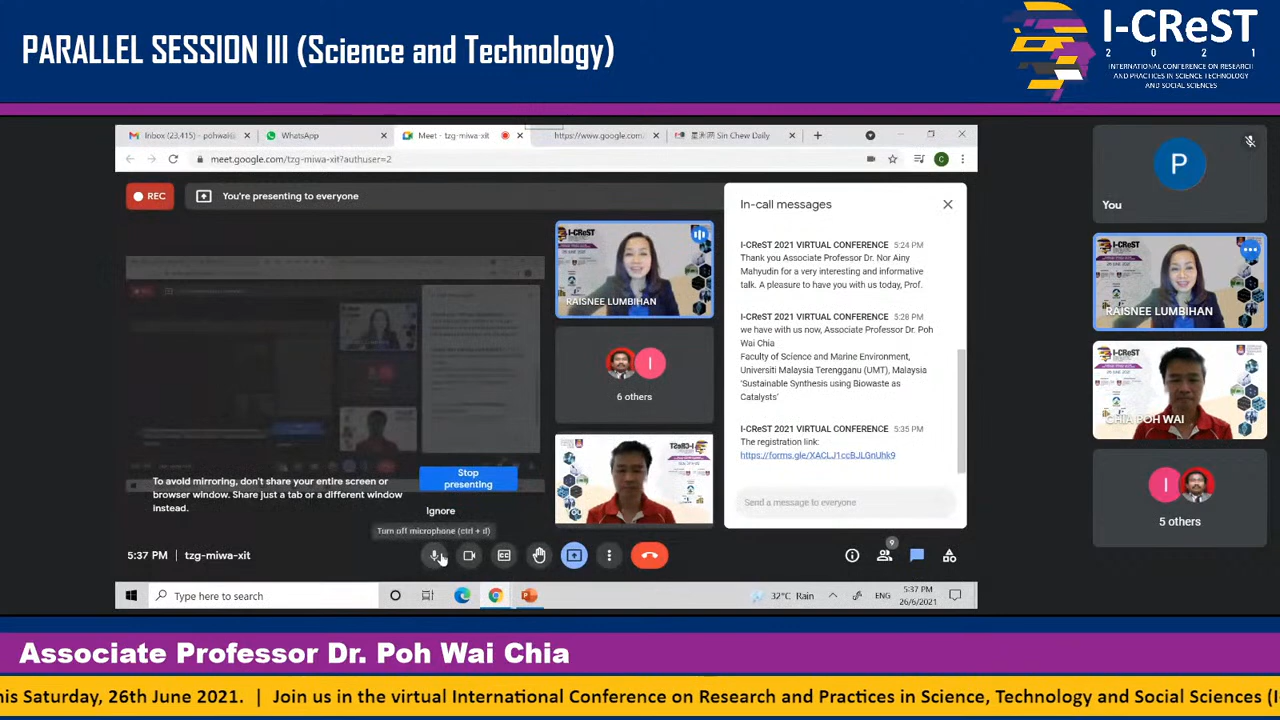 PARALLEL SESSION III (Science and Technology)
I-CReST
2 0 2 1
INTERNATIONAL CONFERENCE ON RESEARCH
AND PRACTICES IN SCIENCE TECHNOLOGY
AND SOCIAL SCIENCES
Inbox (23,415) - pohwai@
WhatsApp
Meet - tzg-miwa-xit
https://www.google.com
Sin Chew Daily
meet.google.com/tzg-miwa-xit?authuser=2
C
REC
You're presenting to everyone
RAISNEE LUMBIHAN
I
6 others
To avoid mirroring, don't share your entire screen or
browser window. Share just a tab or a different window
instead.
Stop
presenting
Ignore
Turn off microphone (ctrl + d)
In-call messages
I-CReST 2021 VIRTUAL CONFERENCE 5:24 PM
Thank you Associate Professor Dr. Nor Ainy
Mahyudin for a very interesting and informative
talk. A pleasure to have you with us today, Prof.
I-CReST 2021 VIRTUAL CONFERENCE 5:28 PM
we have with us now, Associate Professor Dr. Poh
Wai Chia
Faculty of Science and Marine Environment,
Universiti Malaysia Terengganu (UMT), Malaysia
'Sustainable Synthesis using Biowaste as
Catalysts'
I-CReST 2021 VIRTUAL CONFERENCE 5:35 PM
The registration link:
https://forms.gle/XACLJ1ccBJLGnUhk9
Send a message to everyone
5:37 PM | tzg-miwa-xit
9
Type here to search
32°C Rain
ENG
5:37 PM
26/6/2021
P
You
RAISNEE LUMBIHAN
CHIA POH WAI
I
5 others
Associate Professor Dr. Poh Wai Chia
his Saturday, 26th June 2021. | Join us in the virtual International Conference on Research and Practices in Science, Technology and Social Sciences (I